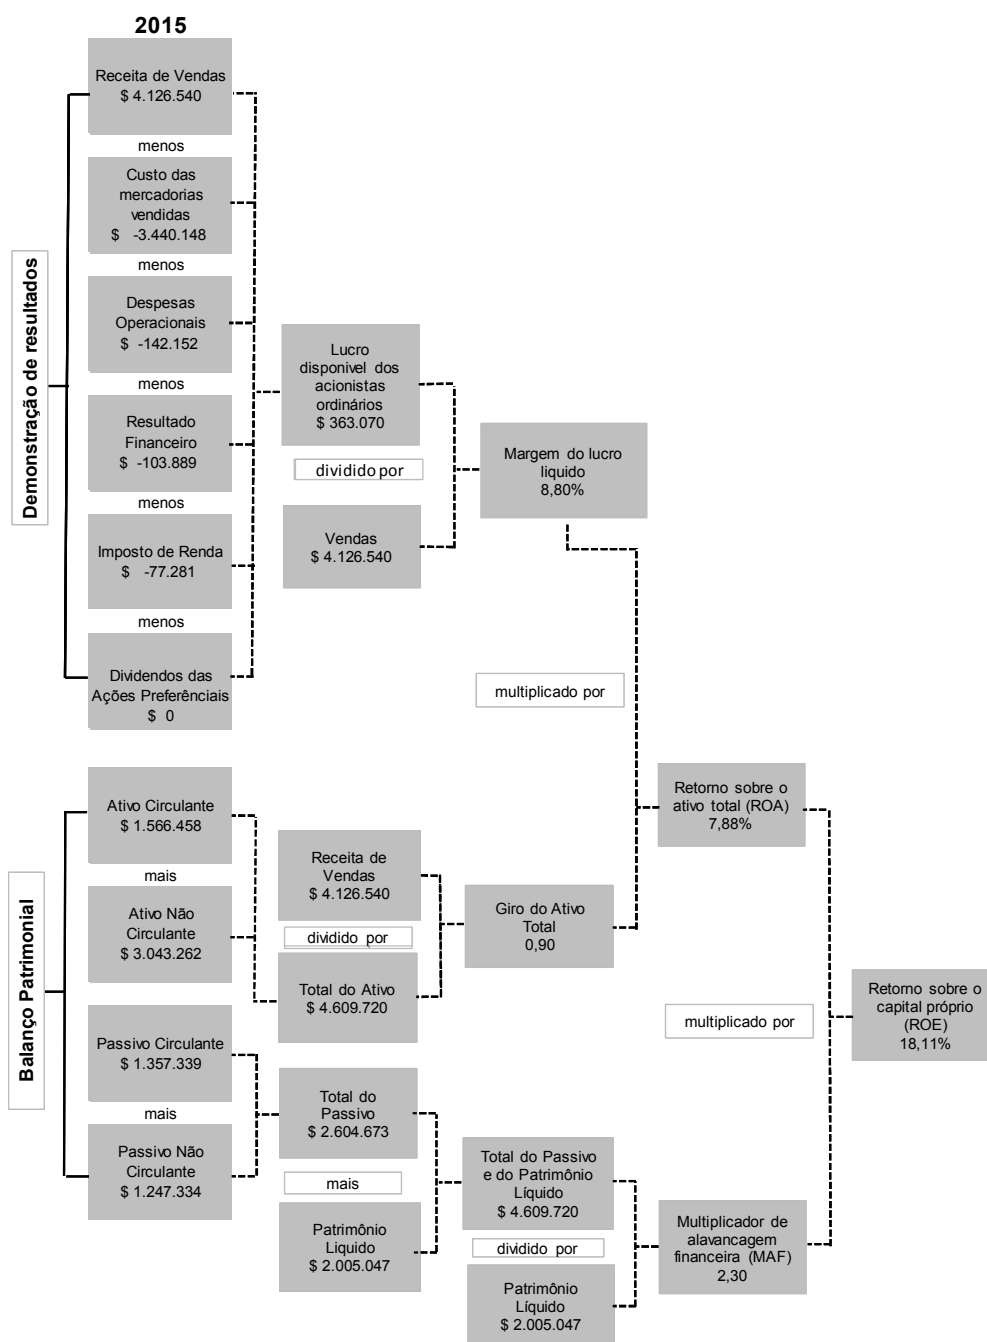 2015
Demonstração de resultados
Receita de Vendas
$ 4.126.540
menos
Custo das
mercadorias
vendidas
$ -3.440.148
menos
Despesas
Operacionais
$ -142.152
menos
Resultado
Financeiro
$ -103.889
menos
Imposto de Renda
$ -77.281
menos
Dividendos das
Ações Preferênciais
$ 0
Lucro
disponivel dos
acionistas
ordinários
$ 363.070
dividido por
Vendas
$ 4.126.540
Margem do lucro
liquido
8,80%
multiplicado por
Balanço Patrimonial
Ativo Circulante
$ 1.566.458
mais
Ativo Não
Circulante
$ 3.043.262
Passivo Circulante
$ 1.357.339
mais
Passivo Não
Circulante
$ 1.247.334
Receita de
Vendas
$ 4.126.540
dividido por
Total do Ativo
$ 4.609.720
Total do
Passivo
$ 2.604.673
mais
Patrimônio
Liquido
$ 2.005.047
Giro do Ativo
Total
0,90
Total do Passivo
e do Patrimônio
Líquido
$ 4.609.720
dividido por
Patrimônio
Líquido
$ 2.005.047
Retorno sobre o
ativo total (ROA)
7,88%
multiplicado por
Multiplicador de
alavancagem
financeira (MAF)
2,30
Retorno sobre o
capital próprio
(ROE)
18,11%